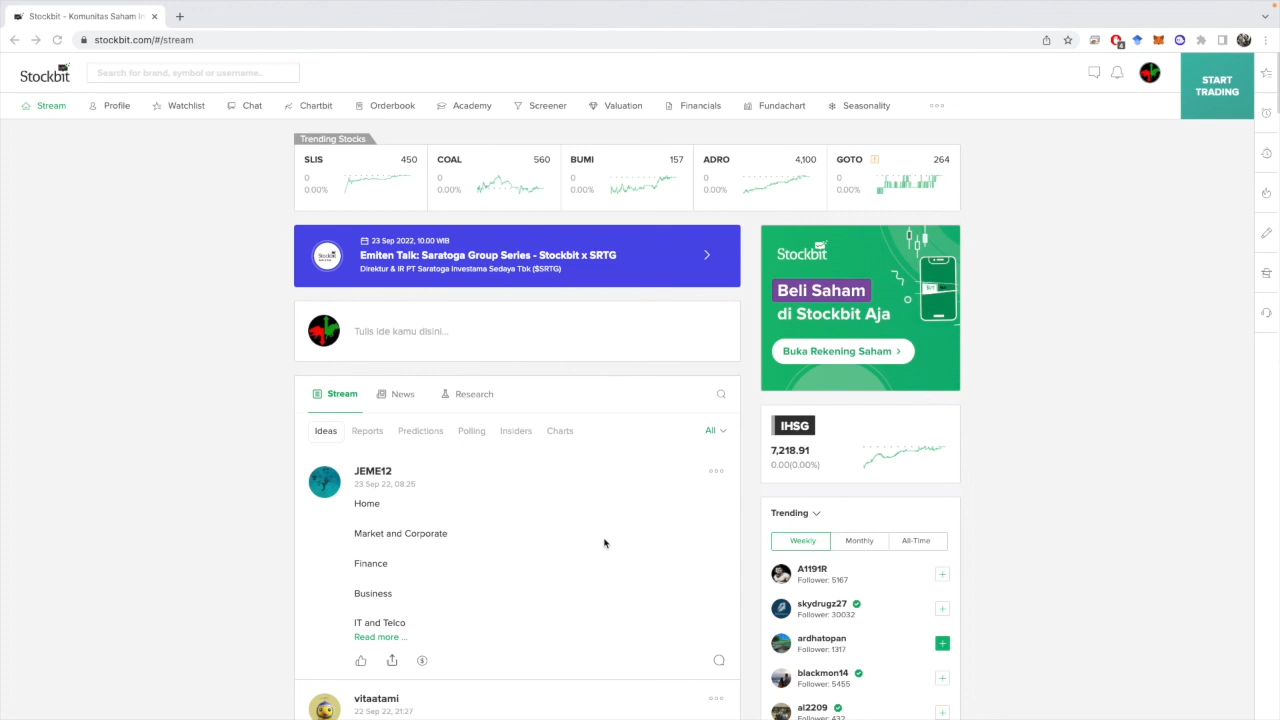 Stockbit - Komunitas Saham In
stockbit.com/#/stream
4
Stockbit
Search for brand, symbol or username..
START
TRADING
Stream Profile Watchlist Chat Chartbit Orderbook Academy Screener Valuation Financials Fundachart Seasonality
Trending Stocks
SLIS 450 COAL 560 BUMI 157 ADRO 4,100 GOTO 264
0 0 0 0 0
0.00% 0.00% 0.00% 0.00% 0.00%
23 Sep 2022, 10.00 WIB
Stockbit
Emiten Talk: Saratoga Group Series - Stockbit x SRTG
Direktur & IR PT Saratoga Investama Sedaya Tbk ($SRTG)
Tulis ide kamu disini...
Stream News Research
Ideas Reports Predictions Polling Insiders Charts All
JEME12
23 Sep 22, 08:25
Home
Market and Corporate
Finance
Business
IT and Telco
Read more ...
vitaatami
22 Sep 22, 21:27
Stockbit
Beli Saham
di Stockbit Aja
Buka Rekening Saham >
IHSG
7,218.91
0.00(0.00%)
Trending
Weekly Monthly All-Time
A1191R
Follower: 5167
skydrugz27
Follower: 30032
ardhatopan
Follower: 1317
blackmon14
Follower: 5455
al2209
Follower: 432